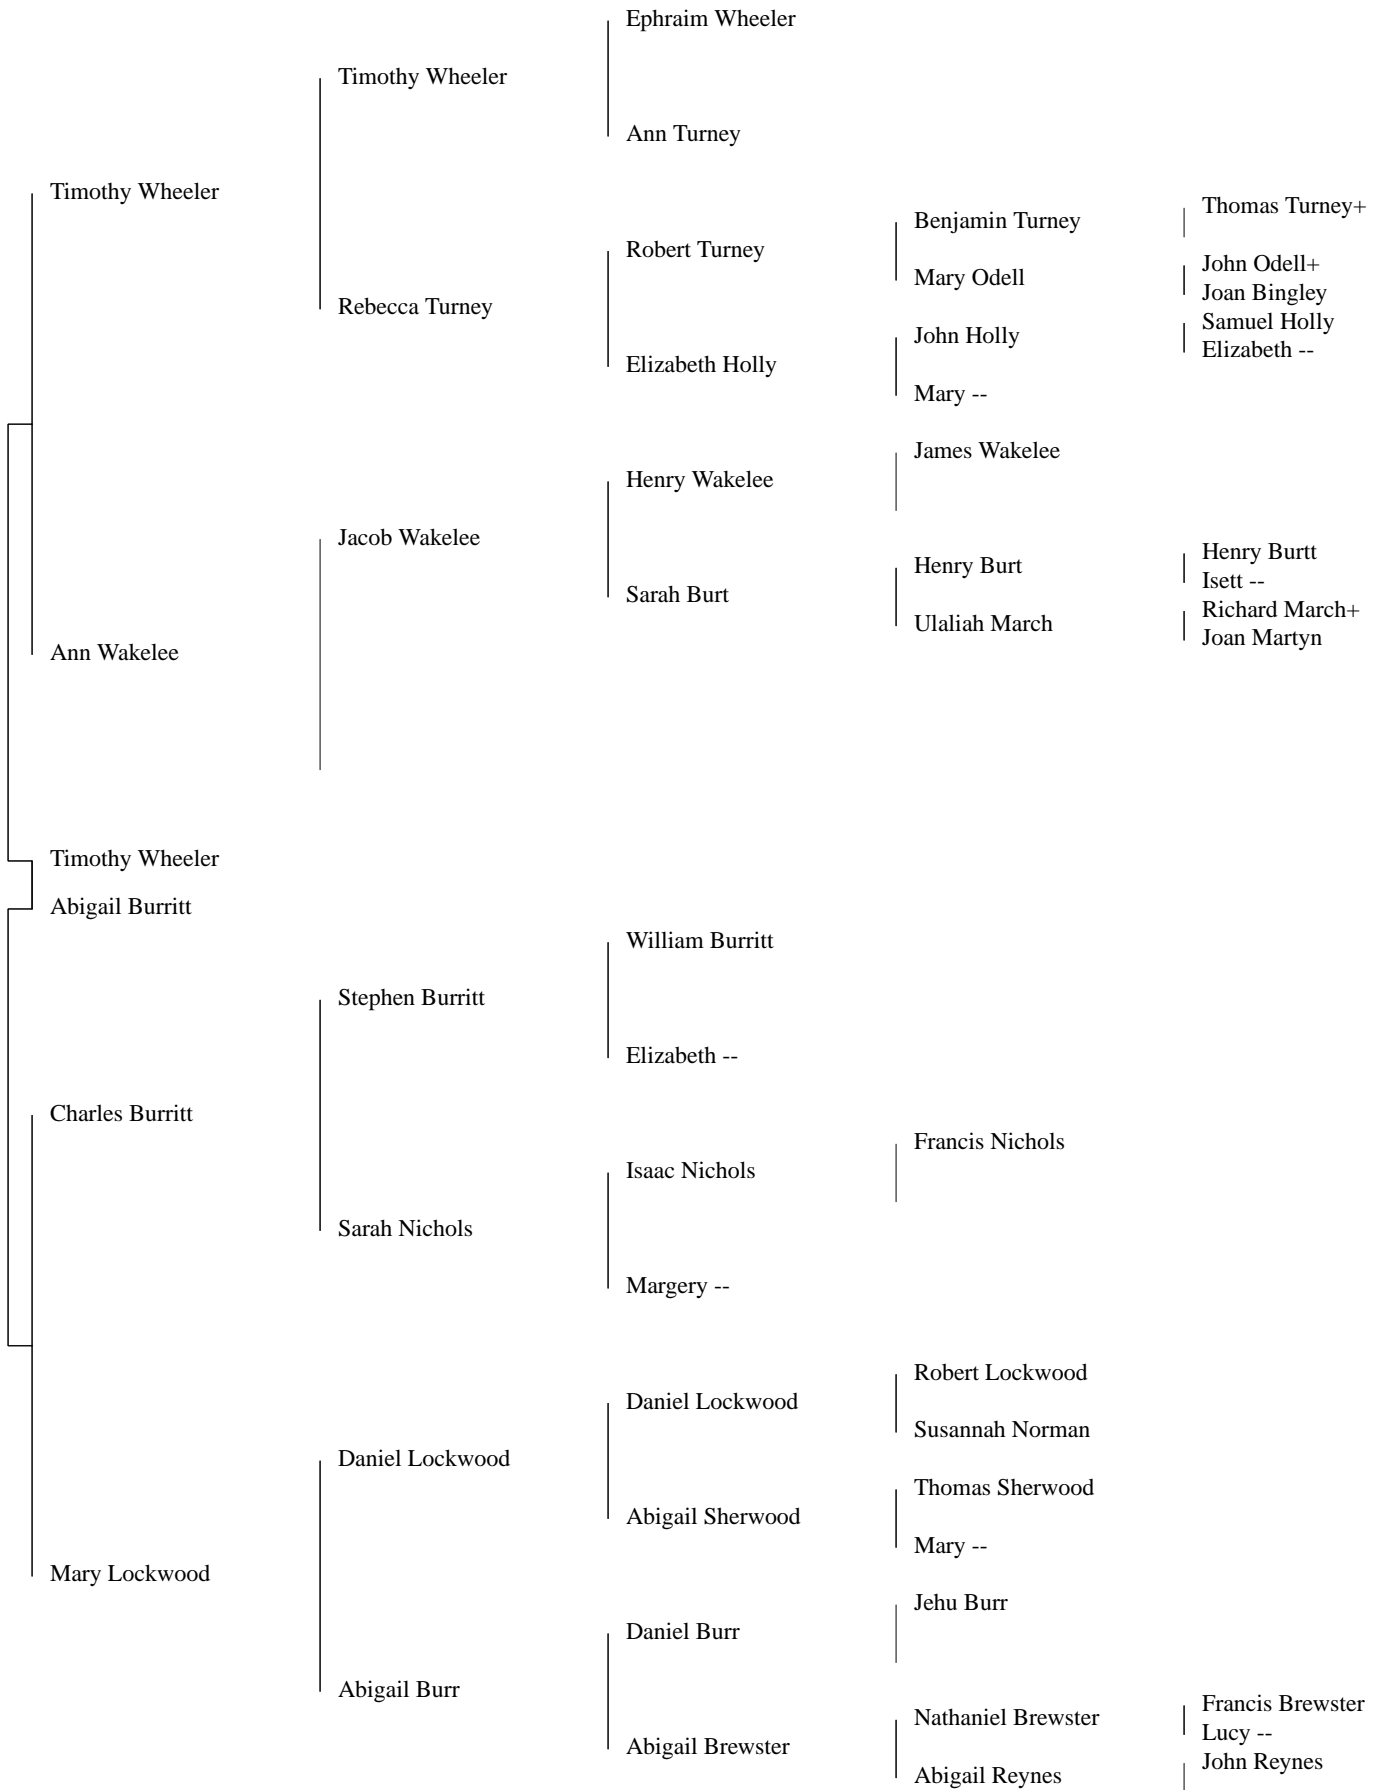 Ephraim Wheeler
Timothy Wheeler
Ann Turney
Timothy Wheeler
Thomas Turney+
Benjamin Turney
Robert Turney
John Odell+
Mary Odell
Joan Bingley
Rebecca Turney
Samuel Holly
John Holly
Elizabeth --
Elizabeth Holly
Mary --
James Wakelee
Henry Wakelee
Jacob Wakelee
Henry Burtt
Henry Burt
Isett --
Sarah Burt
Richard March+
Ulaliah March
Joan Martyn
Ann Wakelee
Timothy Wheeler
Abigail Burritt
William Burritt
Stephen Burritt
Elizabeth --
Charles Burritt
Francis Nichols
Isaac Nichols
Sarah Nichols
Margery --
Robert Lockwood
Daniel Lockwood
Susannah Norman
Daniel Lockwood
Thomas Sherwood
Abigail Sherwood
Mary --
Mary Lockwood
Jehu Burr
Daniel Burr
Abigail Burr
Francis Brewster
Nathaniel Brewster
Lucy --
Abigail Brewster
John Reynes
Abigail Reynes